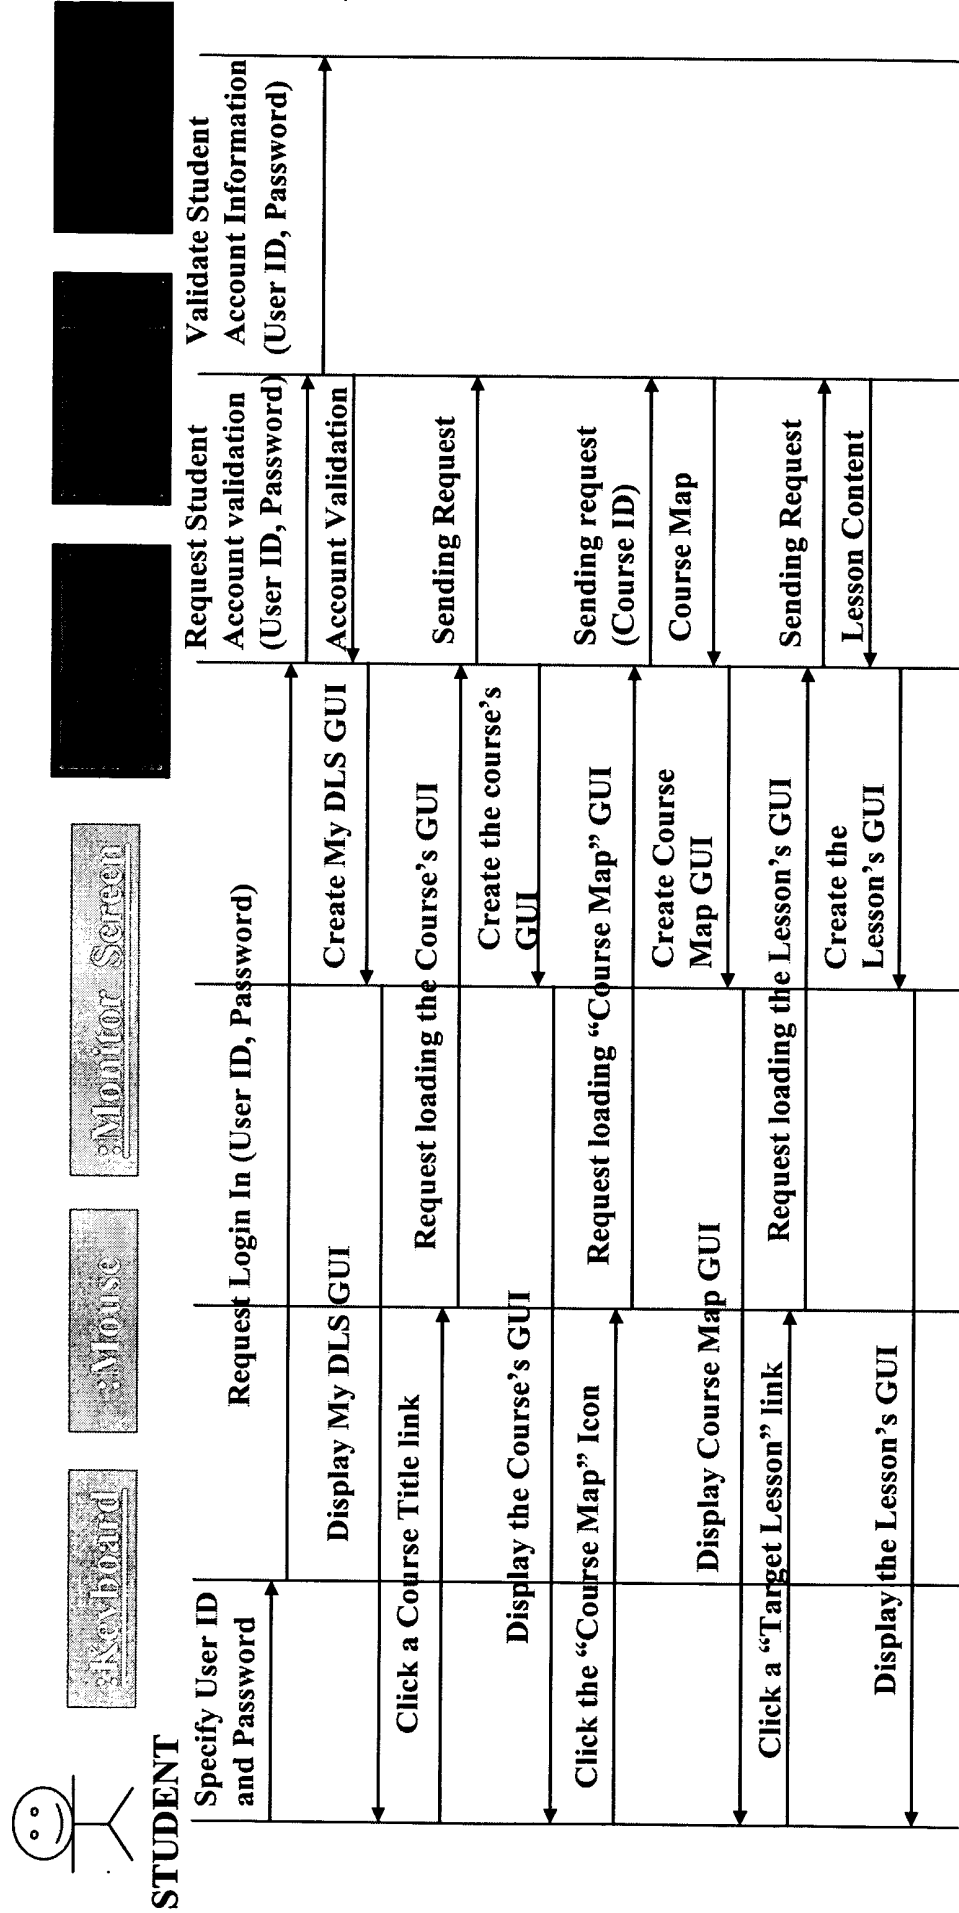 STUDENT
:Keyboard
:Mouse
:Monitor Screen
Specify User ID
and Password
Request Login In (User ID, Password)
Request Student
Account validation
(User ID, Password)
Validate Student
Account Information
(User ID, Password)
Account Validation
Create My DLS GUI
Display My DLS GUI
Click a Course Title link
Request loading the Course's GUI
Sending Request
Create the course's
GUI
Display the Course's GUI
Click the “Course Map” Icon
Request loading “Course Map” GUI
Sending request
(Course ID)
Course Map
Create Course
Map GUI
Display Course Map GUI
Click a “Target Lesson” link
Request loading the Lesson's GUI
Sending Request
Lesson Content
Create the
Lesson's GUI
Display the Lesson's GUI